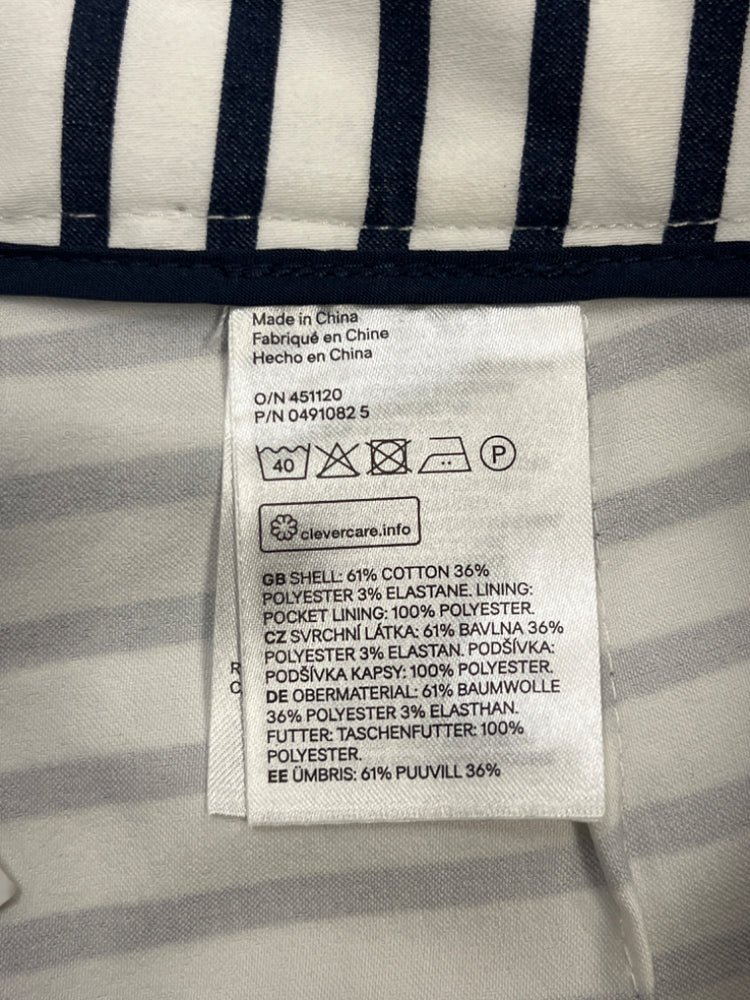 Made in China
Fabriqué en Chine
Hecho en China
O/N 451120
P/N 0491082 5
40 P
clevercare.info
GB SHELL: 61% COTTON 36%
POLYESTER 3% ELASTANE. LINING:
POCKET LINING: 100% POLYESTER.
CZ SVRCHNÍ LÁTKA: 61% BAVLNA 36%
POLYESTER 3% ELASTAN. PODŠÍVKA:
PODŠÍVKA KAPSY: 100% POLYESTER.
DE OBERMATERIAL: 61% BAUMWOLLE
36% POLYESTER 3% ELASTHAN.
FUTTER: TASCHENFUTTER: 100%
POLYESTER.
EE ÜMBRIS: 61% PUUVILL 36%
R
C